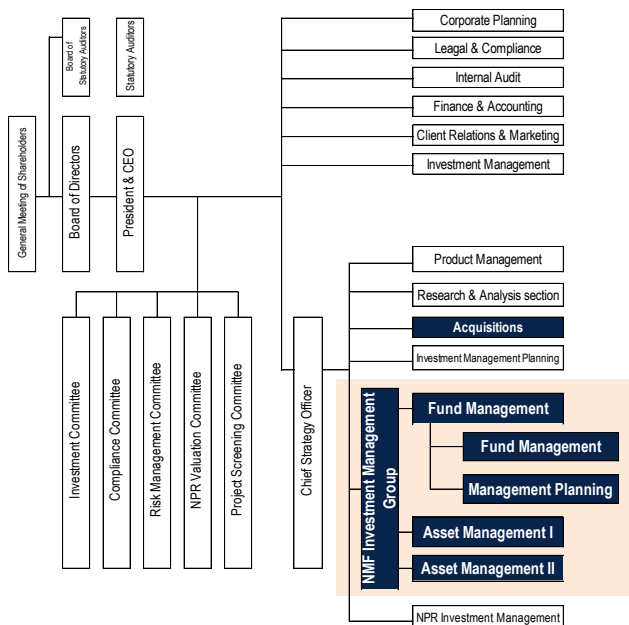 General Meeting of Shareholders
Board of
Statutory Auditors
Statutory Auditors
Board of Directors
President & CEO
Corporate Planning
Leagal & Compliance
Internal Audit
Finance & Accounting
Client Relations & Marketing
Investment Management
Investment Committee
Compliance Committee
Risk Management Committee
NPR Valuation Committee
Project Screening Committee
Chief Strategy Officer
Product Management
Research & Analysis section
Acquisitions
Investment Management Planning
NMF Investment Management
Group
Fund Management
Fund Management
Management Planning
Asset Management I
Asset Management II
NPR Investment Management